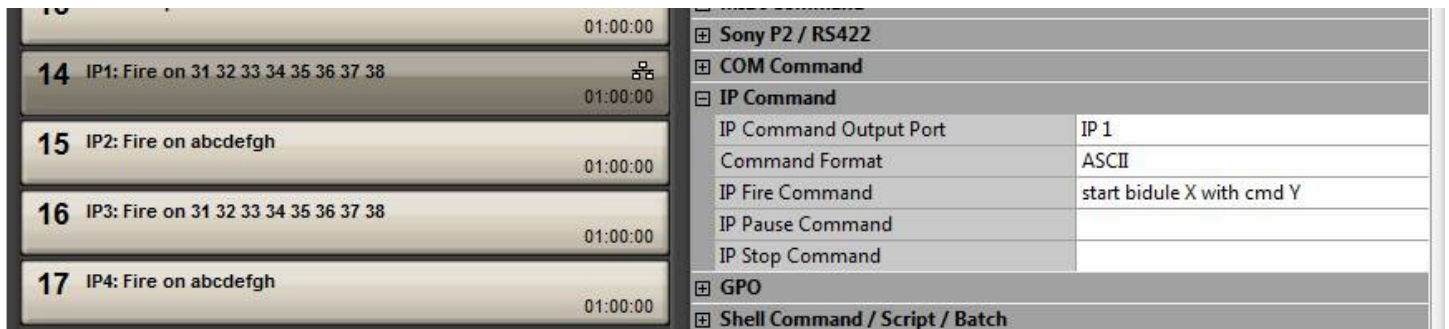 01:00:00
14 IP1: Fire on 31 32 33 34 35 36 37 38
01:00:00
15 IP2: Fire on abcdefgh
01:00:00
16 IP3: Fire on 31 32 33 34 35 36 37 38
01:00:00
17 IP4: Fire on abcdefgh
01:00:00
Sony P2 / RS422
COM Command
IP Command
IP Command Output Port IP 1
Command Format ASCII
IP Fire Command start bidule X with cmd Y
IP Pause Command
IP Stop Command
GPO
Shell Command / Script / Batch